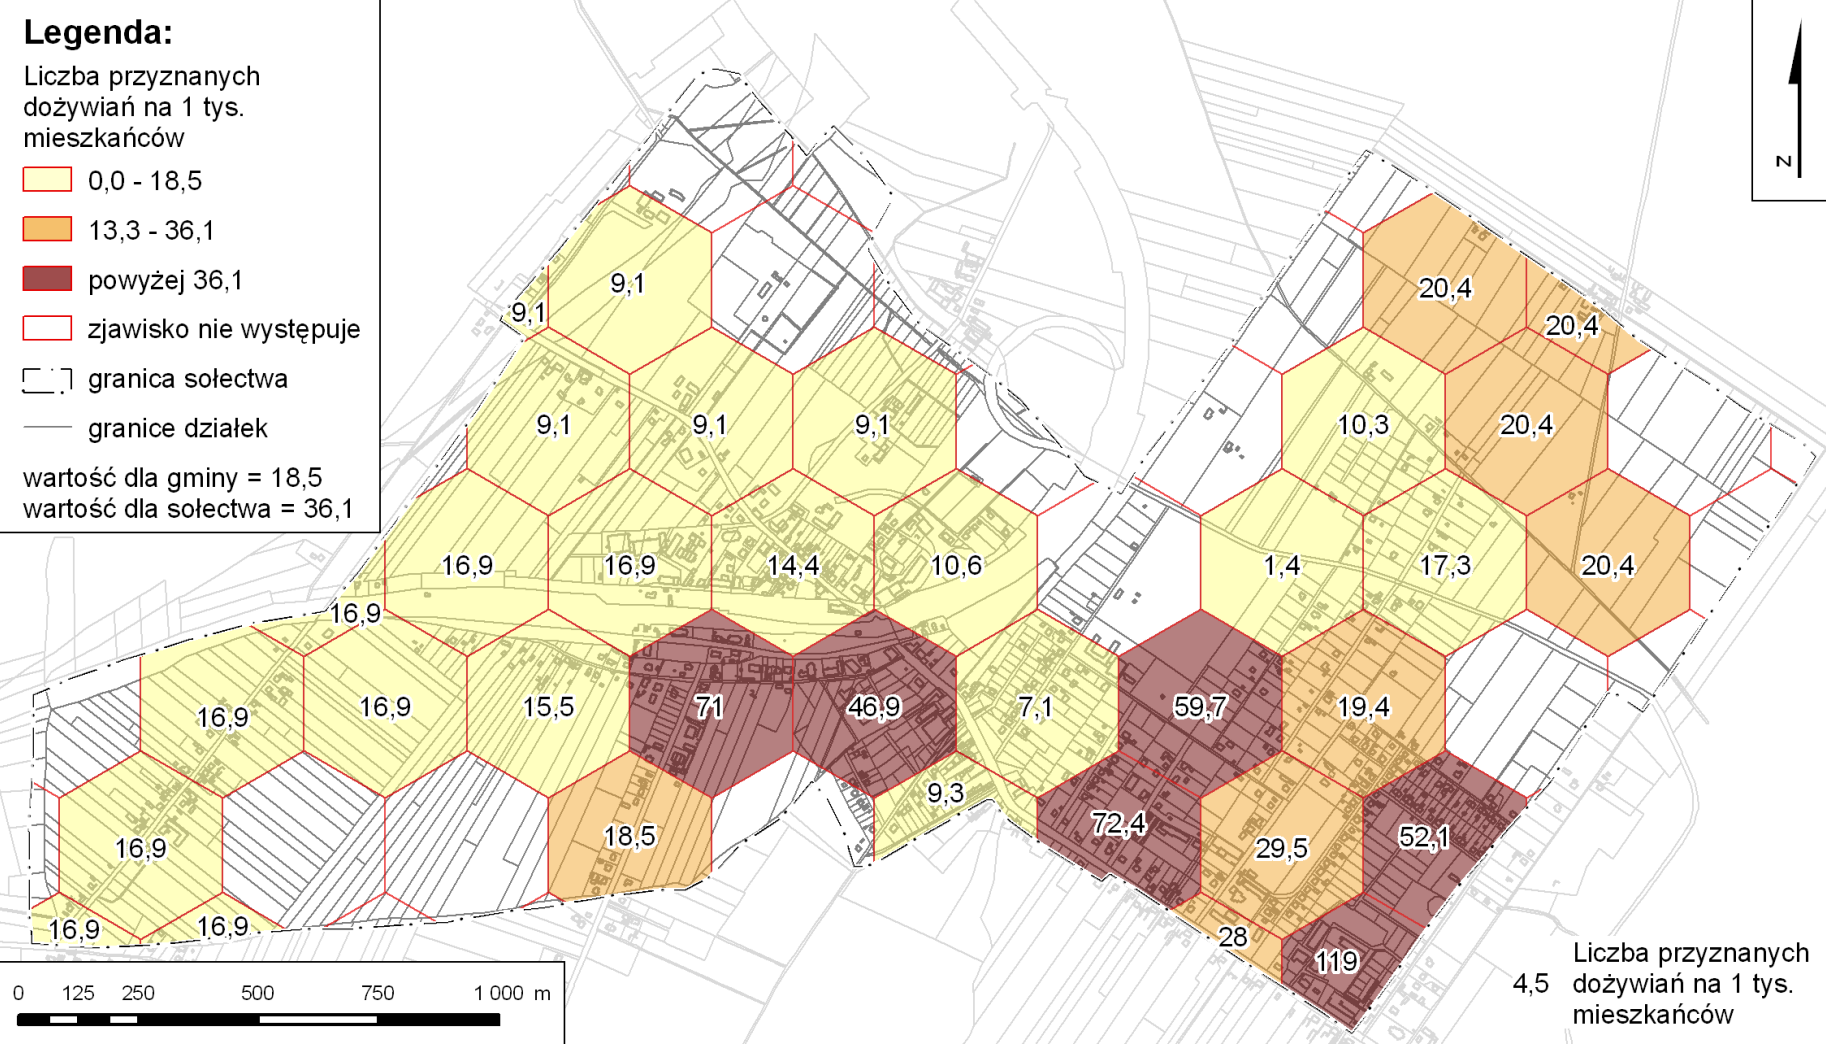 Legenda:
Liczba przyznanych
dożywiań na 1 tys.
mieszkańców
0,0 - 18,5
13,3 - 36,1
powyżej 36,1
zjawisko nie występuje
granica sołectwa
granice działek
wartość dla gminy = 18,5
wartość dla sołectwa = 36,1
z
9,1
20,4
9,1
20,4
9,1
9,1
9,1
10,3
20,4
16,9
16,9
14,4
10,6
1,4
17,3
20,4
16,9
16,9
16,9
15,5
71
46,9
7,1
59,7
19,4
9,3
16,9
18,5
72,4
29,5
52,1
16,9
16,9
28
119
0 125 250 500 750 1 000 m
4,5
Liczba przyznanych
dożywiań na 1 tys.
mieszkańców